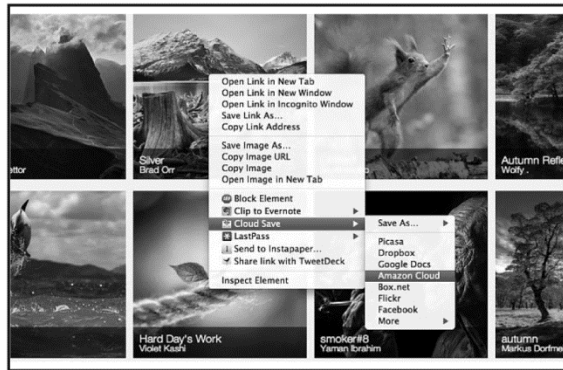 Open Link in New Tab
Open Link in New Window
Open Link in Incognito Window
Save Link As...
Copy Link Address
Save Image As...
Copy Image URL
Copy Image
Open Image in New Tab
Block Element
Clip to Evernote
Cloud Save
LastPass
Send to Instapaper...
Share link with TweetDeck
Inspect Element
Save As...
Picasa
Dropbox
Google Docs
Amazon Cloud
Box.net
Flickr
Facebook
More
ettor
Silver
Brad Orr
Autumn Refle
Wolfy .
Hard Day's Work
Violet Kashi
smoker#8
Yaman Ibrahim
autumn
Markus Dorfme